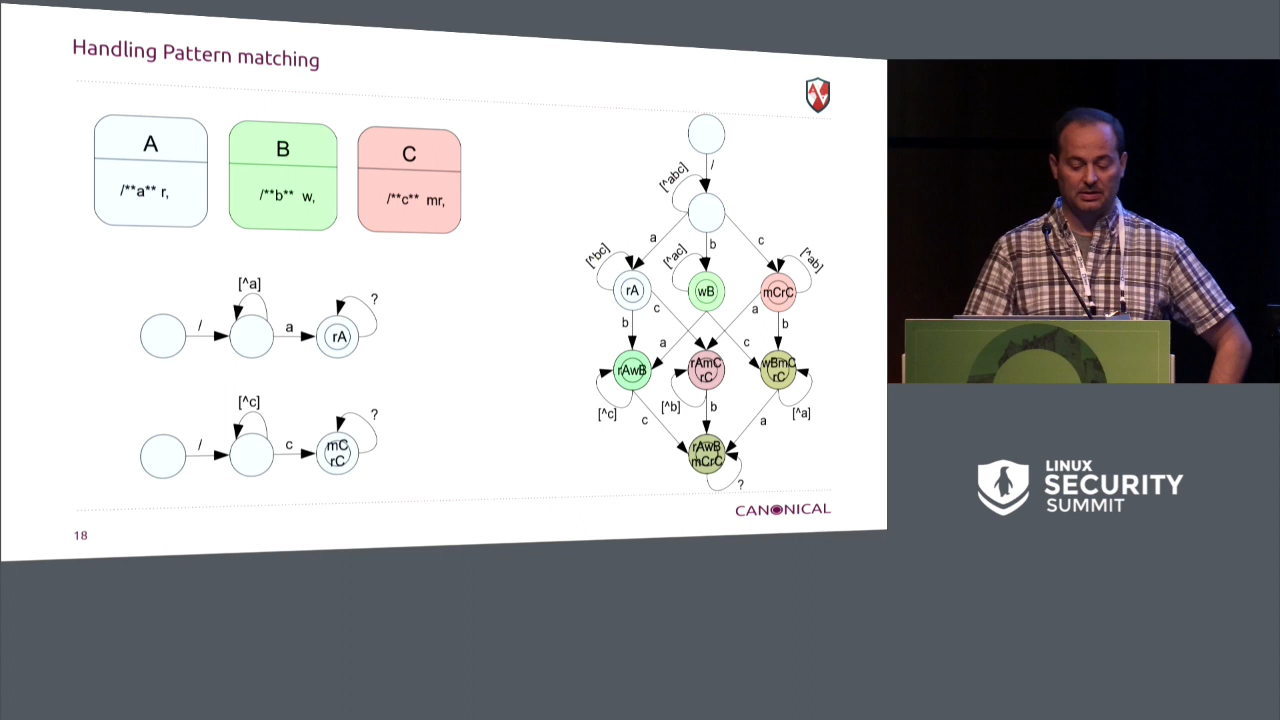 Handling Pattern matching
A
/**a** r,
B
/**b** w,
C
/**c** mr,
[^a]
/
a
?
rA
[^c]
/
c
?
mC
rC
/
[^abc]
a
b
c
[^bc]
[^ac]
[^ab]
rA
wB
mCrC
b
c
a
b
a
c
rAwB
rAmC
rC
wBmC
rC
[^c]
[^b]
[^a]
c
b
a
rAwB
mCrC
?
CANONICAL
18
LINUX
SECURITY
SUMMIT